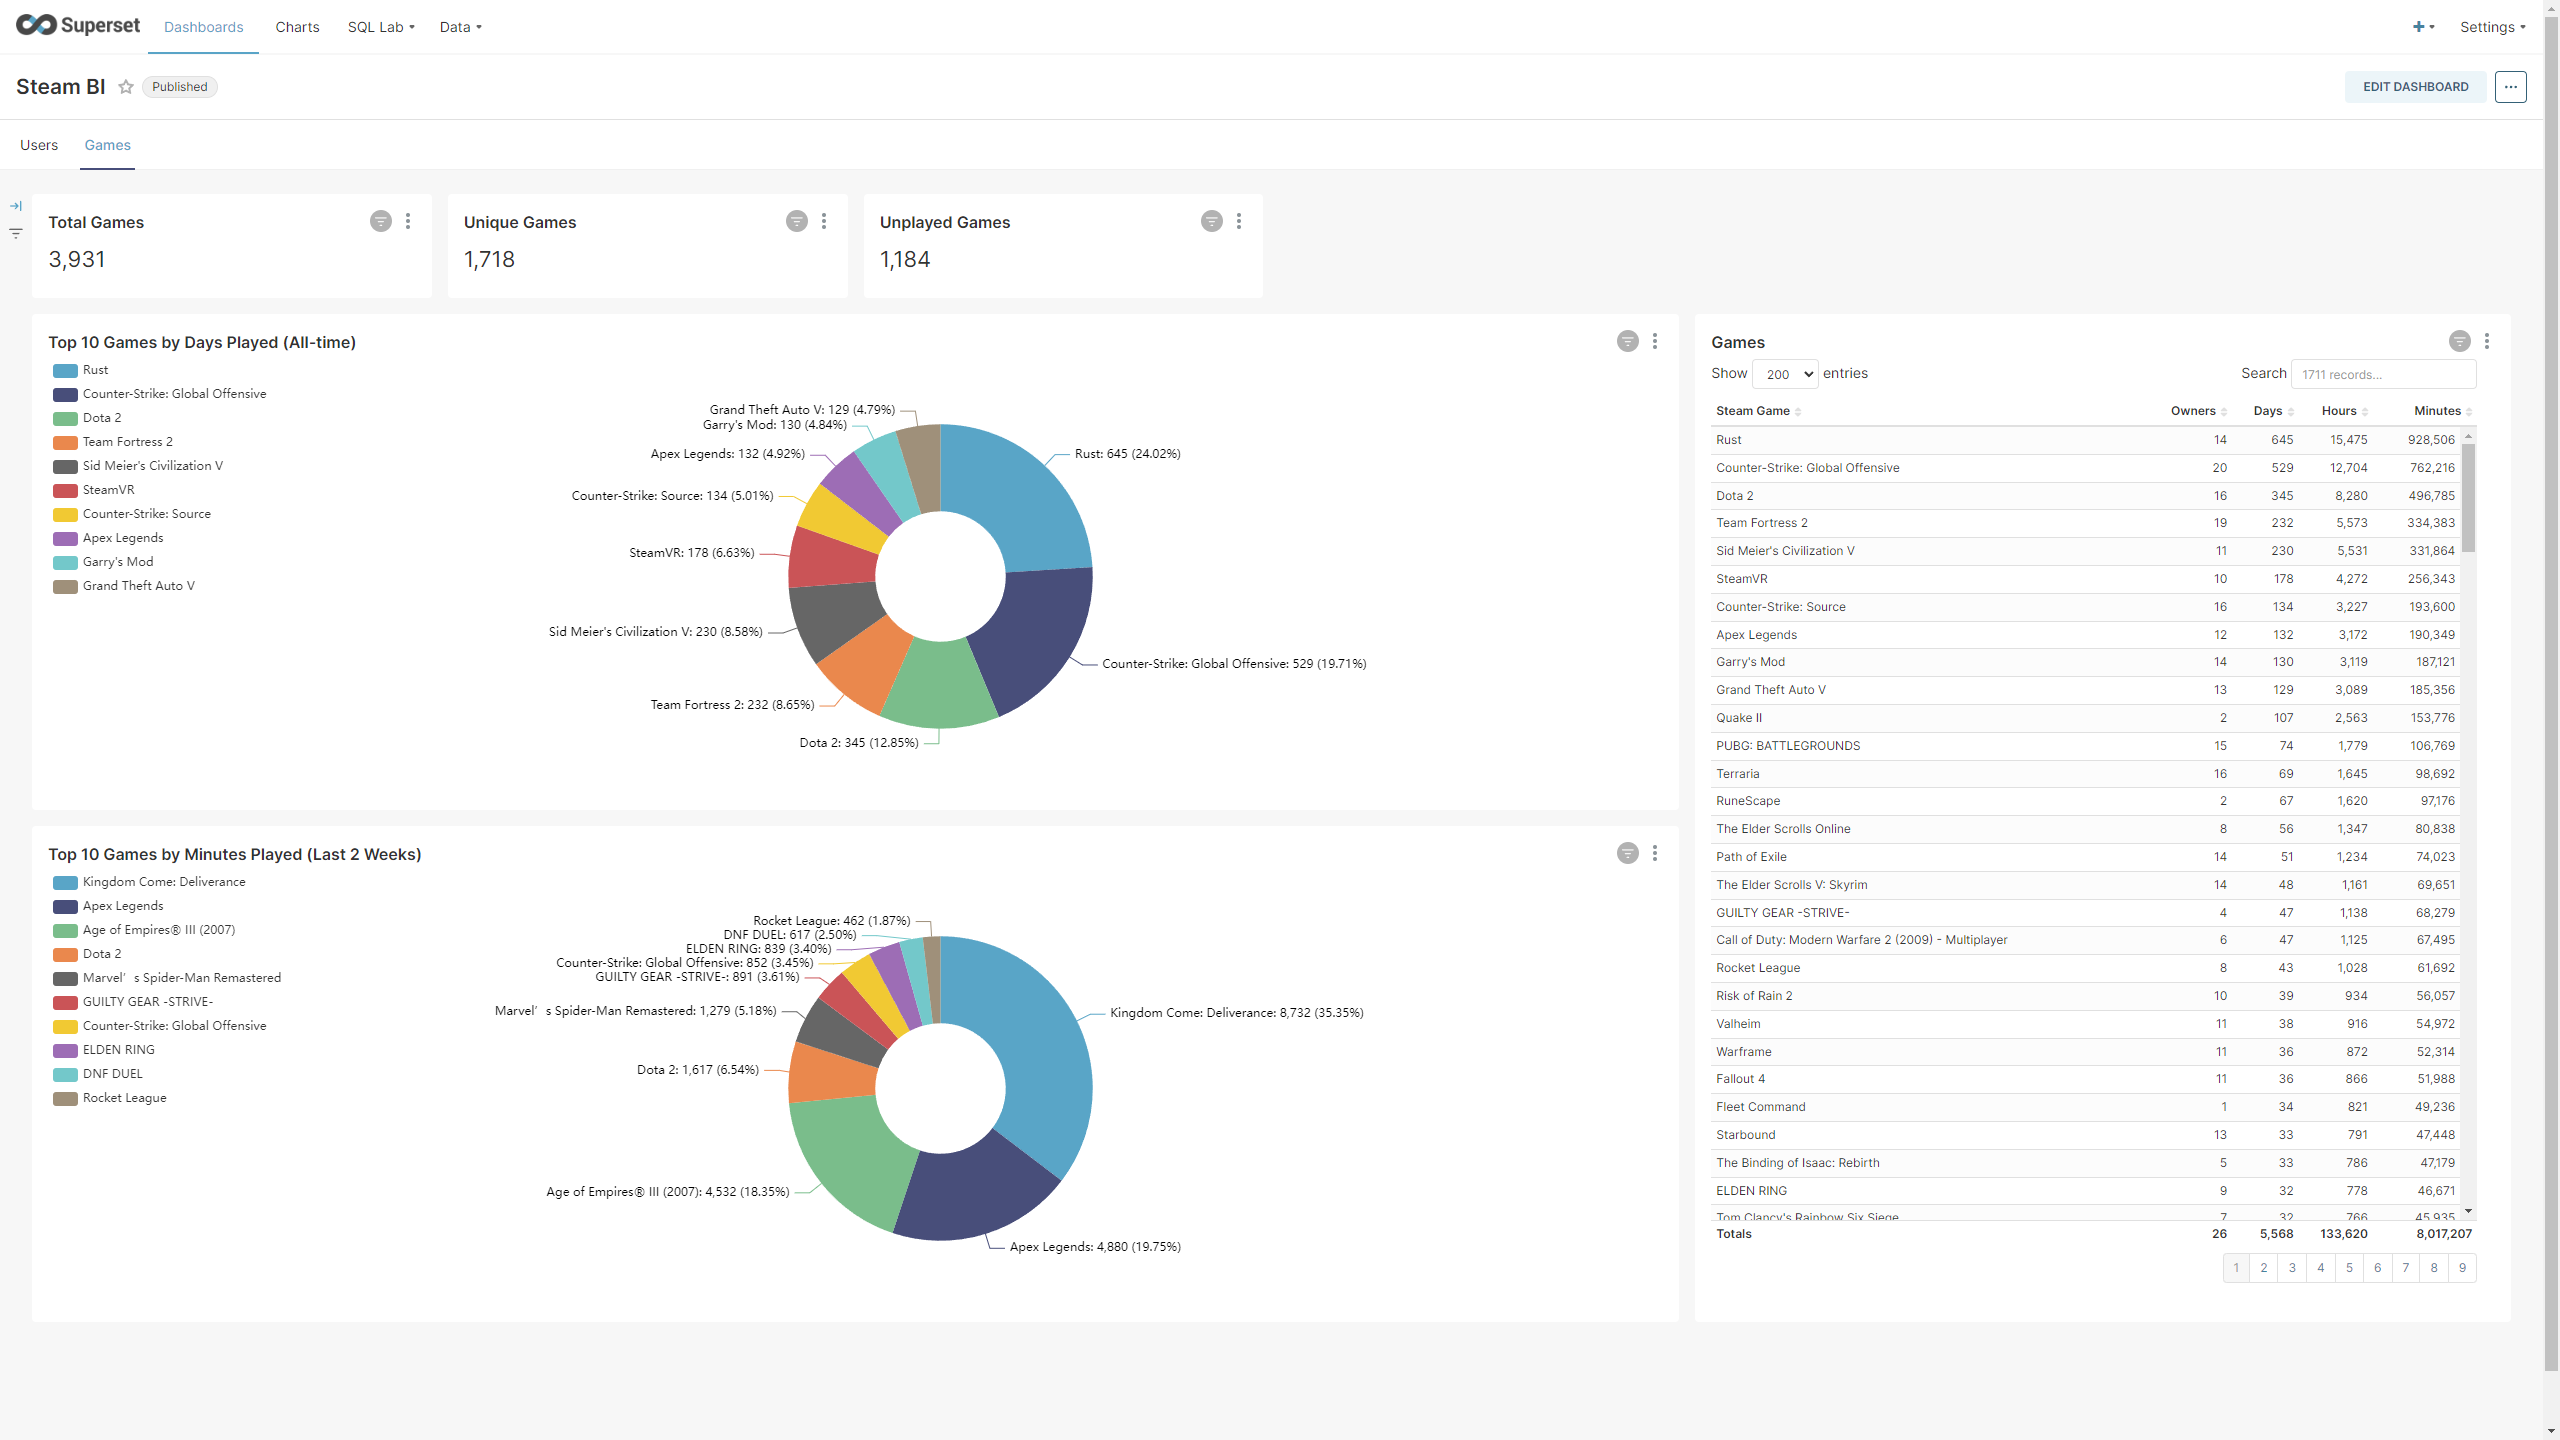 Superset Dashboards Charts SQL Lab Data Settings
Steam BI Published EDIT DASHBOARD ...
Users Games
Total Games
3,931
Unique Games
1,718
Unplayed Games
1,184
Top 10 Games by Days Played (All-time)
Rust
Counter-Strike: Global Offensive
Dota 2
Team Fortress 2
Sid Meier's Civilization V
SteamVR
Counter-Strike: Source
Apex Legends
Garry's Mod
Grand Theft Auto V
Grand Theft Auto V: 129 (4.79%)
Garry's Mod: 130 (4.84%)
Apex Legends: 132 (4.92%)
Rust: 645 (24.02%)
Counter-Strike: Source: 134 (5.01%)
SteamVR: 178 (6.63%)
Sid Meier's Civilization V: 230 (8.58%)
Counter-Strike: Global Offensive: 529 (19.71%)
Team Fortress 2: 232 (8.65%)
Dota 2: 345 (12.85%)
Top 10 Games by Minutes Played (Last 2 Weeks)
Kingdom Come: Deliverance
Apex Legends
Age of Empires® III (2007)
Dota 2
Marvel’s Spider-Man Remastered
GUILTY GEAR -STRIVE-
Counter-Strike: Global Offensive
ELDEN RING
DNF DUEL
Rocket League
Rocket League: 462 (1.87%)
DNF DUEL: 617 (2.50%)
ELDEN RING: 839 (3.40%)
Counter-Strike: Global Offensive: 852 (3.45%)
GUILTY GEAR -STRIVE-: 891 (3.61%)
Marvel’s Spider-Man Remastered: 1,279 (5.18%)
Kingdom Come: Deliverance: 8,732 (35.35%)
Dota 2: 1,617 (6.54%)
Age of Empires® III (2007): 4,532 (18.35%)
Apex Legends: 4,880 (19.75%)
Games
Show 200 entries Search 1711 records...
Steam Game Owners Days Hours Minutes
Rust 14 645 15,475 928,506
Counter-Strike: Global Offensive 20 529 12,704 762,216
Dota 2 16 345 8,280 496,785
Team Fortress 2 19 232 5,573 334,383
Sid Meier's Civilization V 11 230 5,531 331,864
SteamVR 10 178 4,272 256,343
Counter-Strike: Source 16 134 3,227 193,600
Apex Legends 12 132 3,172 190,349
Garry's Mod 14 130 3,119 187,121
Grand Theft Auto V 13 129 3,089 185,356
Quake II 2 107 2,563 153,776
PUBG: BATTLEGROUNDS 15 74 1,779 106,769
Terraria 16 69 1,645 98,692
RuneScape 2 67 1,620 97,176
The Elder Scrolls Online 8 56 1,347 80,838
Path of Exile 14 51 1,234 74,023
The Elder Scrolls V: Skyrim 14 48 1,161 69,651
GUILTY GEAR -STRIVE- 4 47 1,138 68,279
Call of Duty: Modern Warfare 2 (2009) - Multiplayer 6 47 1,125 67,495
Rocket League 8 43 1,028 61,692
Risk of Rain 2 10 39 934 56,057
Valheim 11 38 916 54,972
Warframe 11 36 872 52,314
Fallout 4 11 36 866 51,988
Fleet Command 1 34 821 49,236
Starbound 13 33 791 47,448
The Binding of Isaac: Rebirth 5 33 786 47,179
ELDEN RING 9 32 778 46,671
Tom Clancy's Rainbow Six Siege 7 32 766 45,935
Totals 26 5,568 133,620 8,017,207
1 2 3 4 5 6 7 8 9